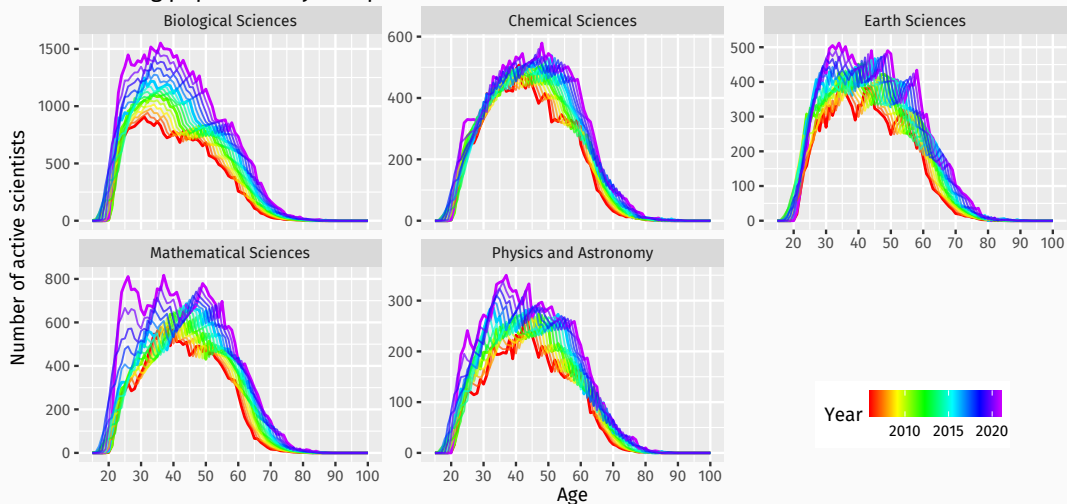 Biological Sciences
Chemical Sciences
Earth Sciences
1500
1000
500
0
600
400
200
0
500
400
300
200
100
0
20 30 40 50 60 70 80 90 100
Mathematical Sciences
Physics and Astronomy
800
600
400
200
0
300
200
100
0
20 30 40 50 60 70 80 90 100
20 30 40 50 60 70 80 90 100
Number of active scientists
Age
Year
2010 2015 2020